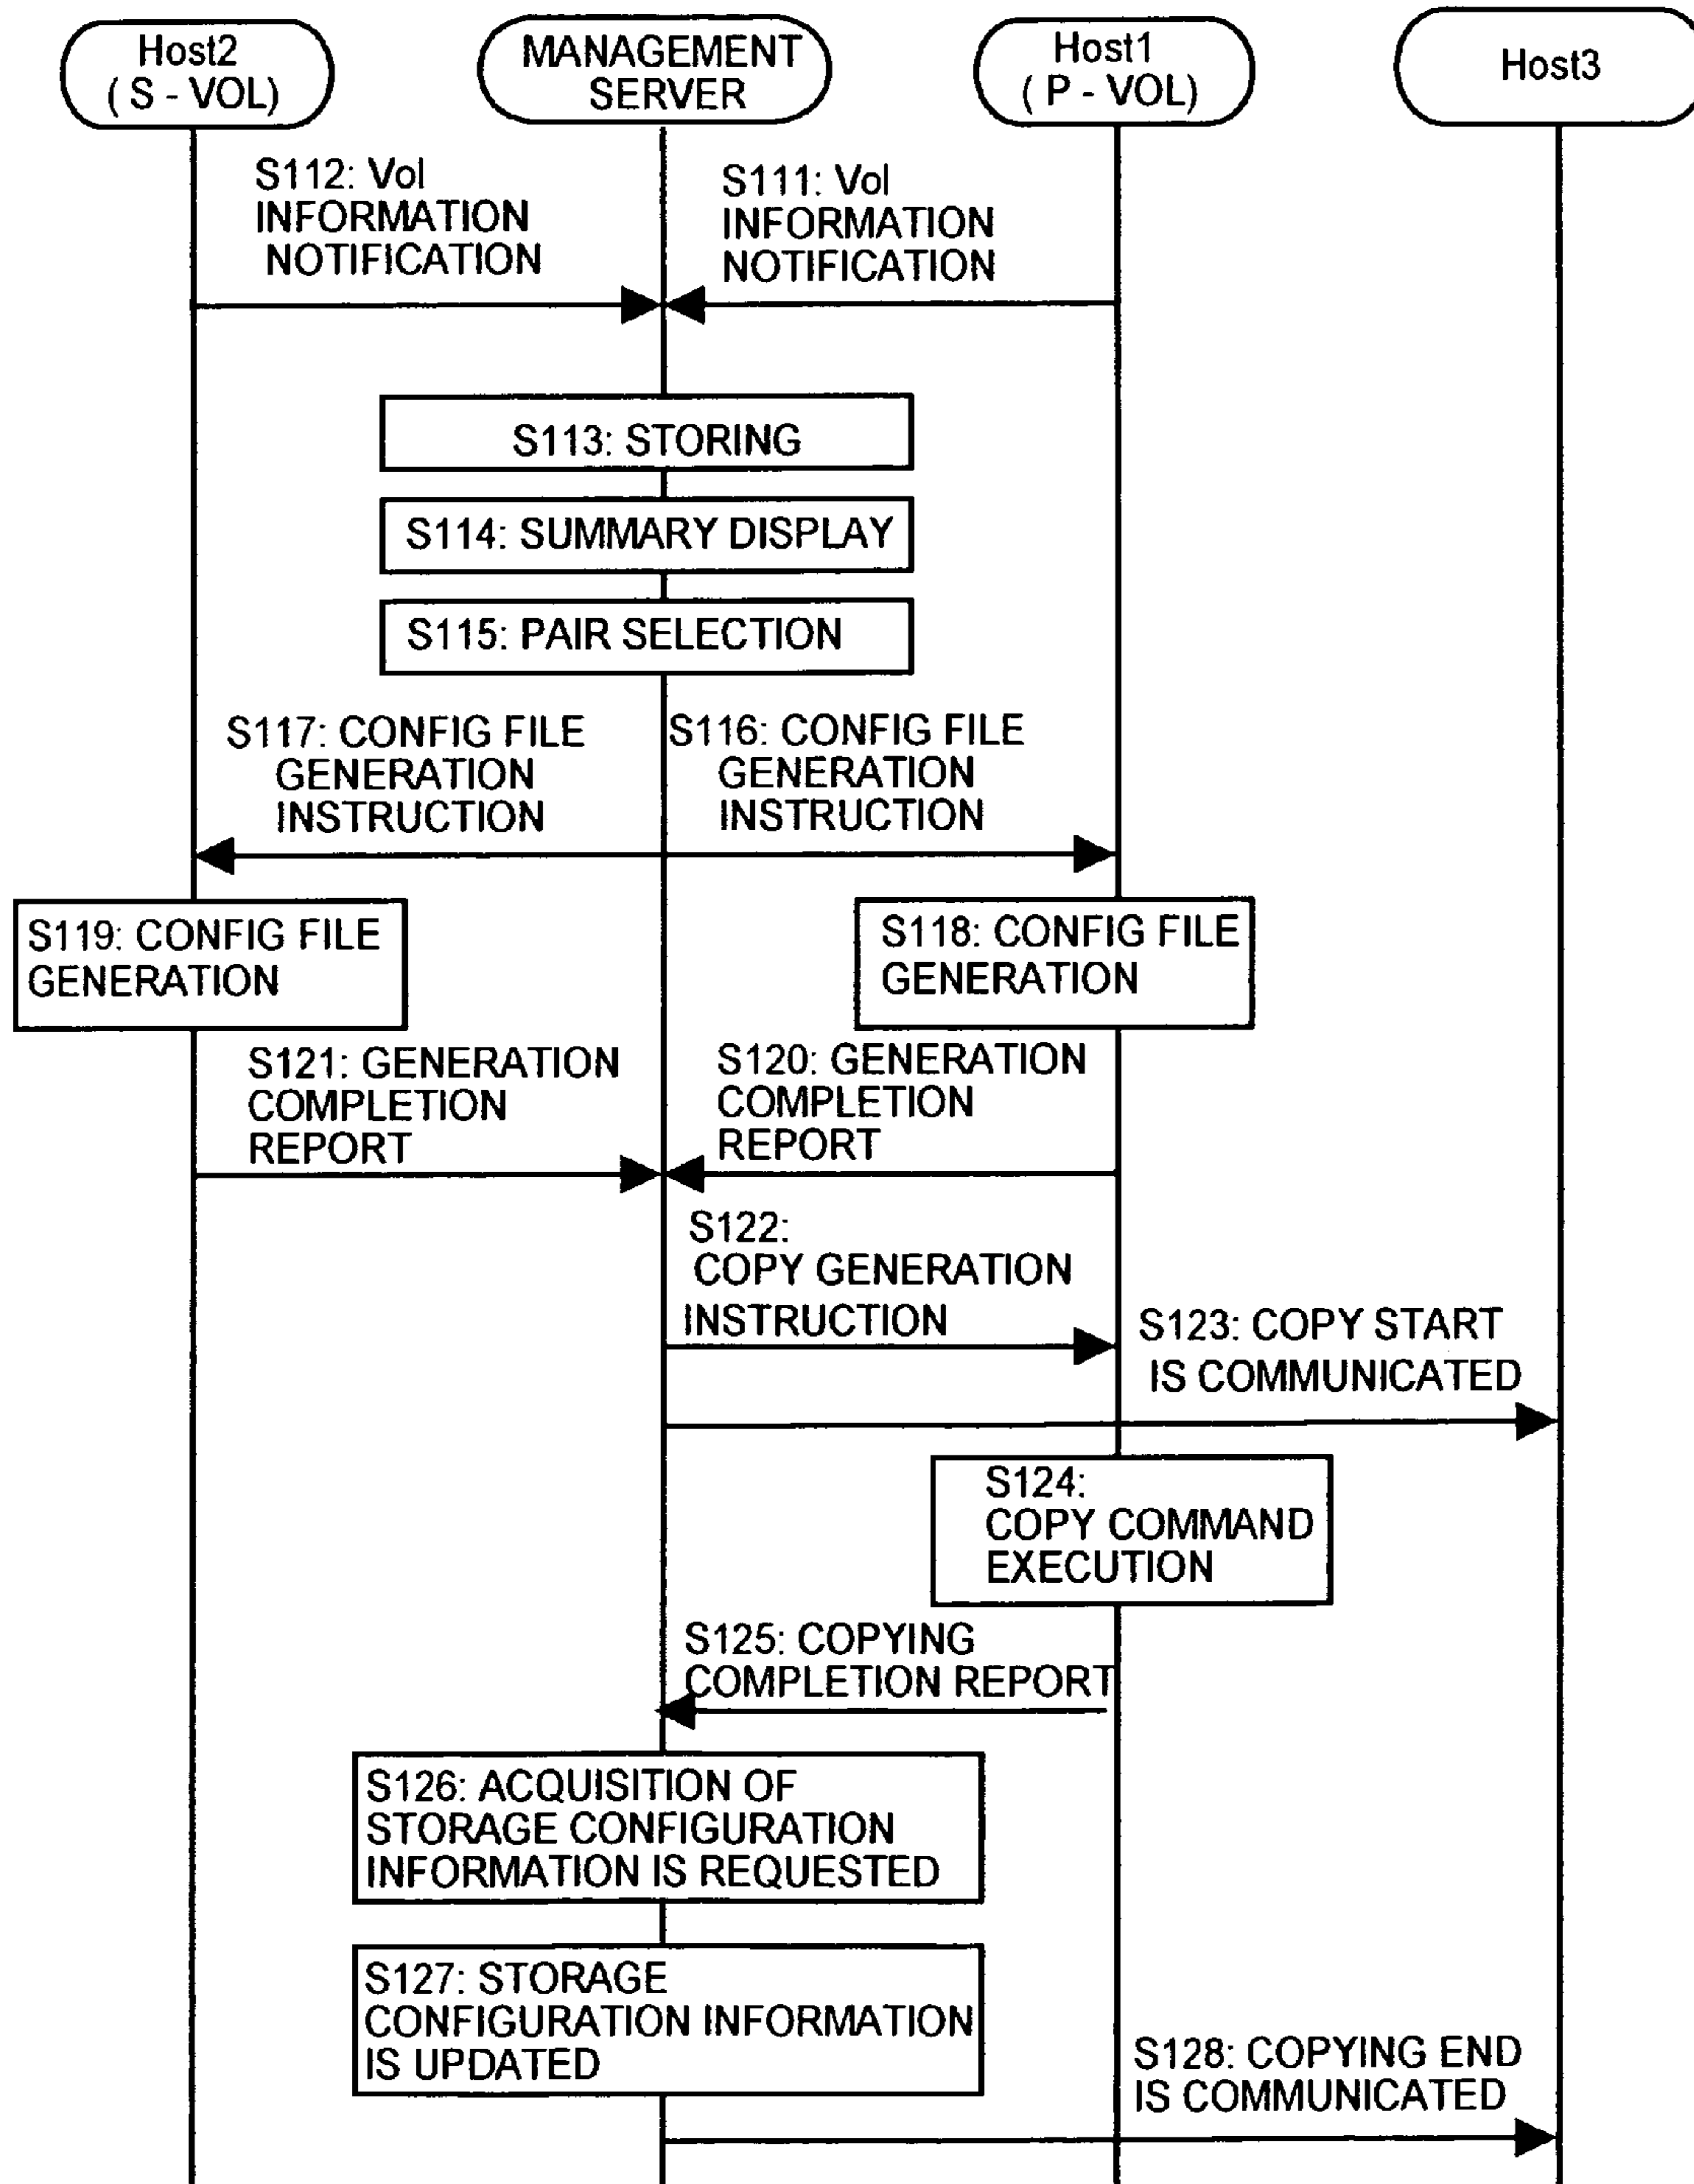 Host2
( S - VOL)
MANAGEMENT
SERVER
Host1
( P - VOL)
Host3
S112: Vol
INFORMATION
NOTIFICATION
S111: Vol
INFORMATION
NOTIFICATION
S113: STORING
S114: SUMMARY DISPLAY
S115: PAIR SELECTION
S117: CONFIG FILE
GENERATION
INSTRUCTION
S116: CONFIG FILE
GENERATION
INSTRUCTION
S119: CONFIG FILE
GENERATION
S118: CONFIG FILE
GENERATION
S121: GENERATION
COMPLETION
REPORT
S120: GENERATION
COMPLETION
REPORT
S122:
COPY GENERATION
INSTRUCTION
S123: COPY START
IS COMMUNICATED
S124:
COPY COMMAND
EXECUTION
S125: COPYING
COMPLETION REPORT
S126: ACQUISITION OF
STORAGE CONFIGURATION
INFORMATION IS REQUESTED
S127: STORAGE
CONFIGURATION INFORMATION
IS UPDATED
S128: COPYING END
IS COMMUNICATED